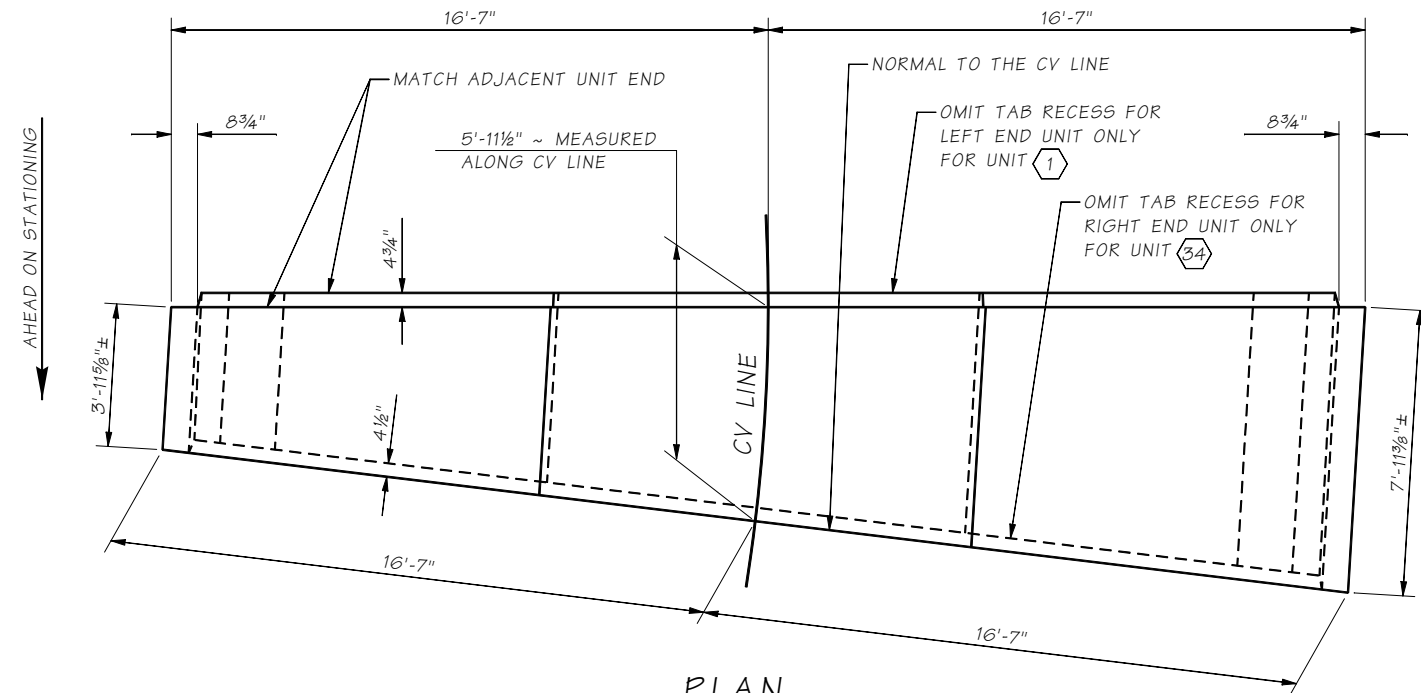 16'-7"
16'-7"
NORMAL TO THE CV LINE
MATCH ADJACENT UNIT END
OMIT TAB RECESS FOR
LEFT END UNIT ONLY
FOR UNIT 1
8¾"
8¾"
5'-11½" ~ MEASURED
ALONG CV LINE
AHEAD ON STATIONING
OMIT TAB RECESS FOR
RIGHT END UNIT ONLY
FOR UNIT 34
4¾"
3'-11⅝"±
CV LINE
4½"
7'-11⅜"±
16'-7"
16'-7"
PLAN